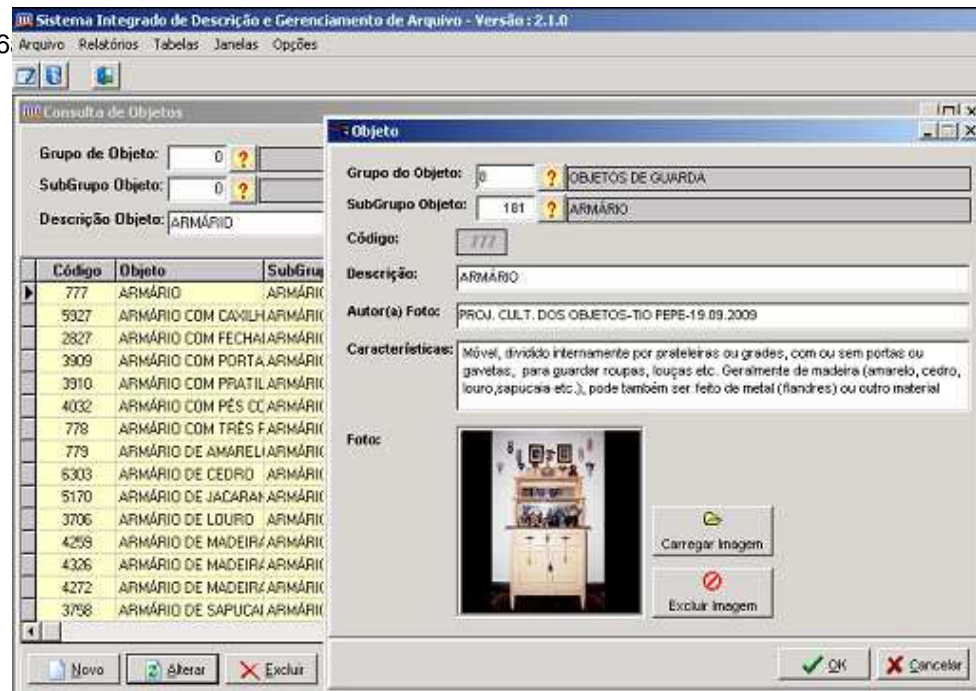 Sistema Integrado de Descrição e Gerenciamento de Arquivo - Versão : 2.1.0
6
Arquivo Relatórios Tabelas Janelas Opções
Consulta de Objetos
Grupo de Objeto: 0 ?
SubGrupo Objeto: 0 ?
Descrição Objeto: ARMÁRIO
Código Objeto SubGru
777 ARMÁRIO ARMÁRI
5927 ARMÁRIO COM CAXILH ARMÁRI
2827 ARMÁRIO COM FECHA ARMÁRI
3909 ARMÁRIO COM PORTA ARMÁRI
3910 ARMÁRIO COM PRATIL ARMÁRI
4032 ARMÁRIO COM PÉS CC ARMÁRI
778 ARMÁRIO COM TRÊS ARMÁRI
779 ARMÁRIO DE AMAREL ARMÁRI
6303 ARMÁRIO DE CEDRO ARMÁRI
5170 ARMÁRIO DE JACARAN ARMÁRI
3706 ARMÁRIO DE LOURO ARMÁRI
4259 ARMÁRIO DE MADEIRA ARMÁRI
4326 ARMÁRIO DE MADEIRA ARMÁRI
4272 ARMÁRIO DE MADEIRA ARMÁRI
3758 ARMÁRIO DE SAPUCAI ARMÁRI
Novo Alterar Excluir
Objeto
Grupo do Objeto: 8 ? OBJETOS DE GUARDA
SubGrupo Objeto: 181 ? ARMÁRIO
Código: 777
Descrição: ARMÁRIO
Autor(a) Foto: PROJ. CULT. DOS OBJETOS-TIO PEPE-19.09.2009
Características: Móvel, dividido internamente por prateleiras ou grades, com ou sem portas ou
gavetas, para guardar roupas, louças etc. Geralmente de madeira (amarelo, cedro,
louro,sapucaia etc.), pode também ser feito de metal (flandres) ou outro material
Foto:
Carregar Imagem
Excluir Imagem
OK Cancelar